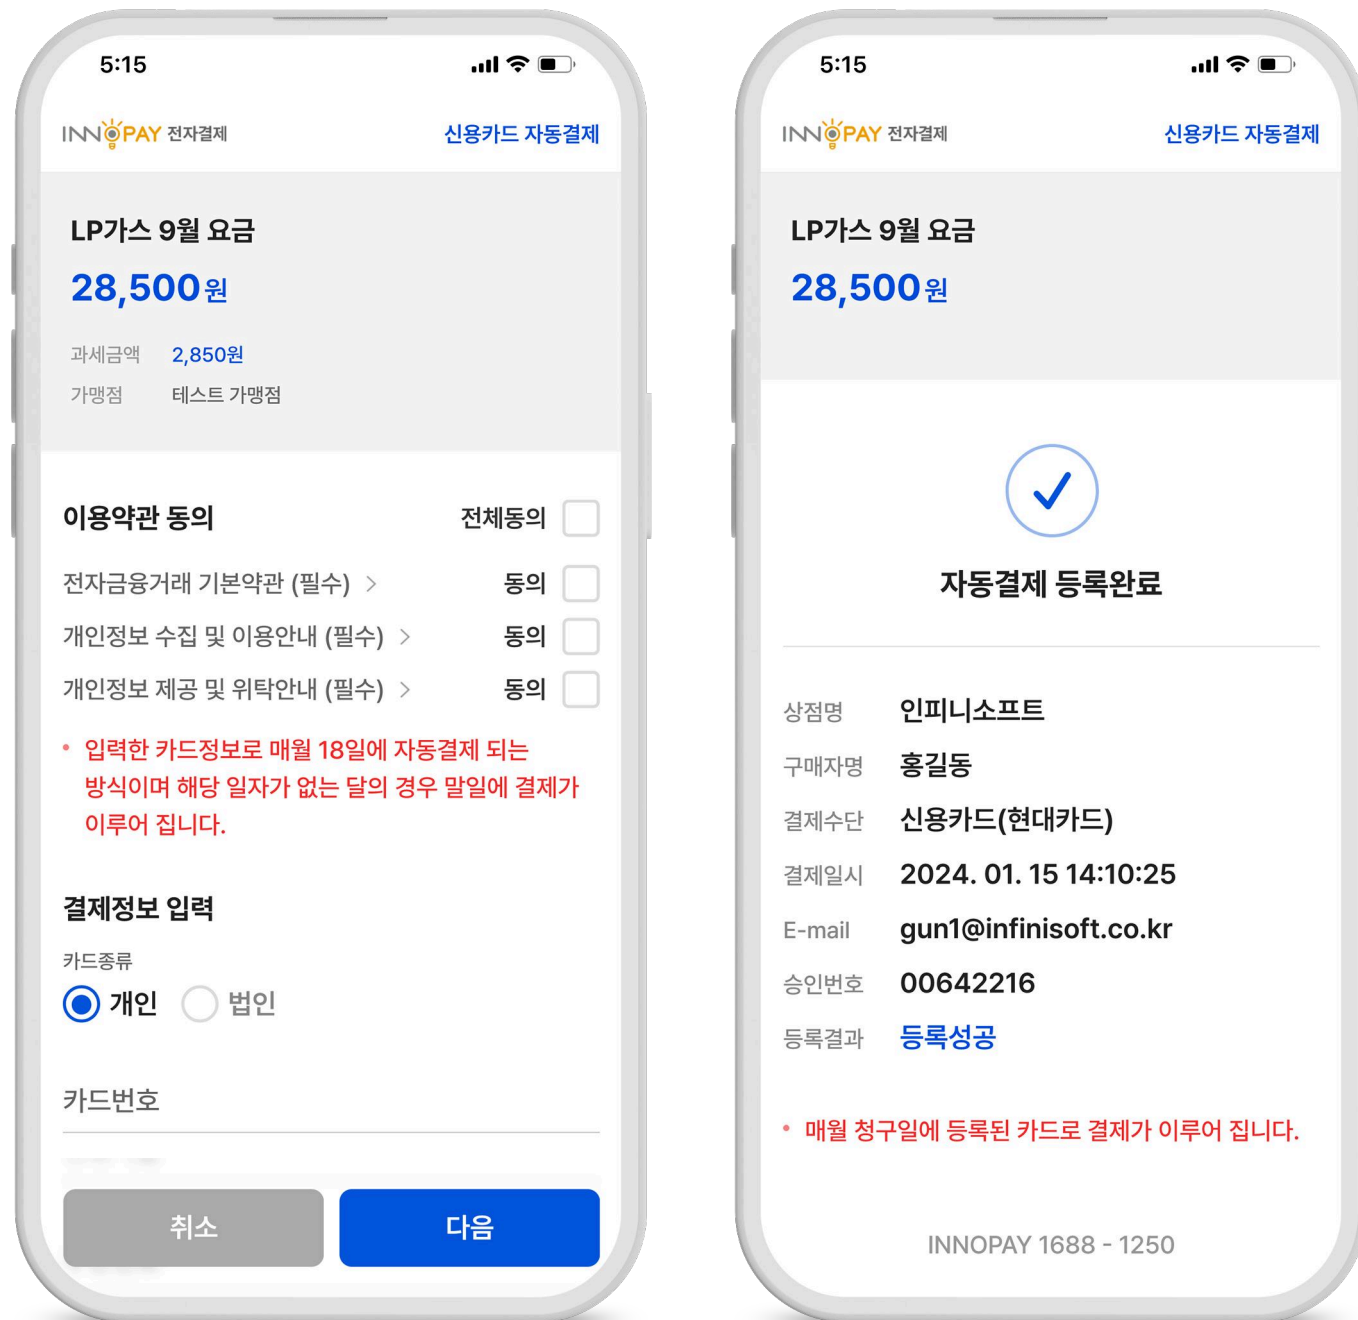 5:15
INNOPAY 전자결제
신용카드 자동결제
LP가스 9월 요금
28,500원
과세금액 2,850원
가맹점 테스트 가맹점
이용약관 동의 전체동의
전자금융거래 기본약관 (필수) > 동의
개인정보 수집 및 이용안내 (필수) > 동의
개인정보 제공 및 위탁안내 (필수) > 동의
• 입력한 카드정보로 매월 18일에 자동결제 되는
방식이며 해당 일자가 없는 달의 경우 말일에 결제가
이루어 집니다.
결제정보 입력
카드종류
개인 법인
카드번호
취소 다음
5:15
INNOPAY 전자결제
신용카드 자동결제
LP가스 9월 요금
28,500원
자동결제 등록완료
상점명 인피니소프트
구매자명 홍길동
결제수단 신용카드(현대카드)
결제일시 2024. 01. 15 14:10:25
E-mail gun1@infinisoft.co.kr
승인번호 00642216
등록결과 등록성공
• 매월 청구일에 등록된 카드로 결제가 이루어 집니다.
INNOPAY 1688 - 1250